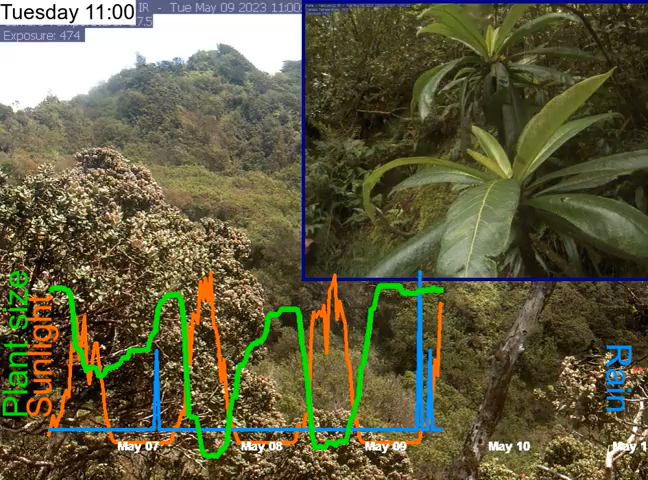 Tuesday 11:00
IR - Tue May 09 2023 11:00
Exposure: 474
Plant size
Sunlight
Rain
May 07
May 08
May 09
May 10